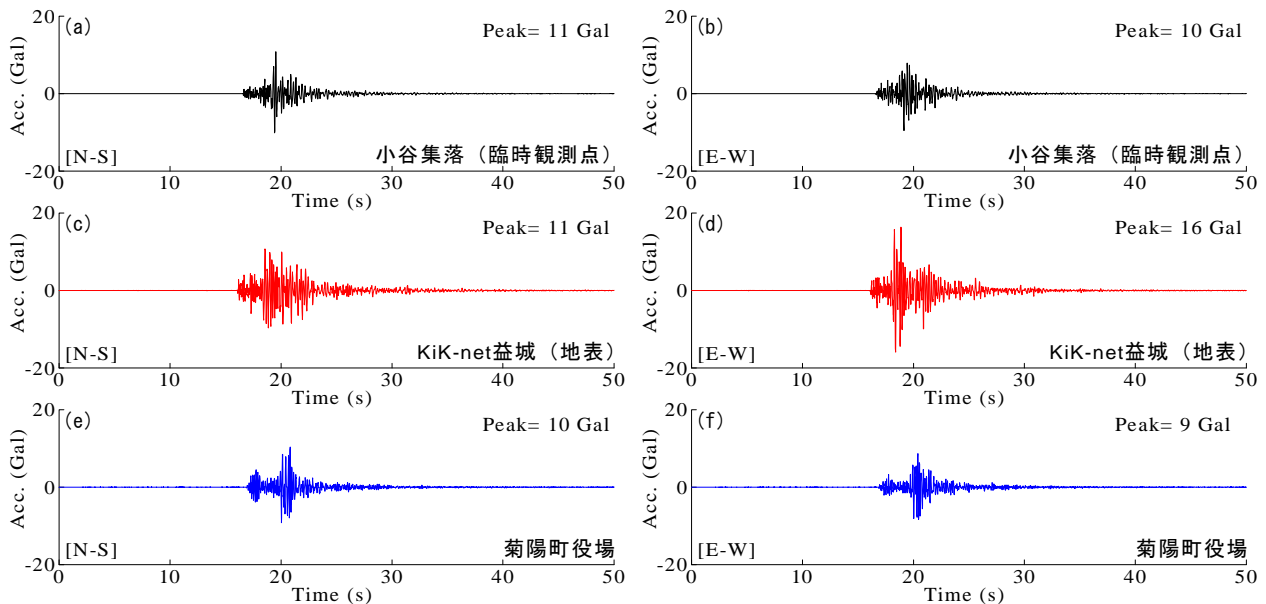 20
(a)
Peak= 11 Gal
Acc. (Gal)
0
[N-S]
小谷集落（臨時観測点）
-20
0 10 20 30 40 50
Time (s)
20
(b)
Peak= 10 Gal
Acc. (Gal)
0
[E-W]
小谷集落（臨時観測点）
-20
0 10 20 30 40 50
Time (s)
20
(c)
Peak= 11 Gal
Acc. (Gal)
0
[N-S]
KiK-net益城（地表）
-20
0 10 20 30 40 50
Time (s)
20
(d)
Peak= 16 Gal
Acc. (Gal)
0
[E-W]
KiK-net益城（地表）
-20
0 10 20 30 40 50
Time (s)
20
(e)
Peak= 10 Gal
Acc. (Gal)
0
[N-S]
菊陽町役場
-20
0 10 20 30 40 50
Time (s)
20
(f)
Peak= 9 Gal
Acc. (Gal)
0
[E-W]
菊陽町役場
-20
0 10 20 30 40 50
Time (s)